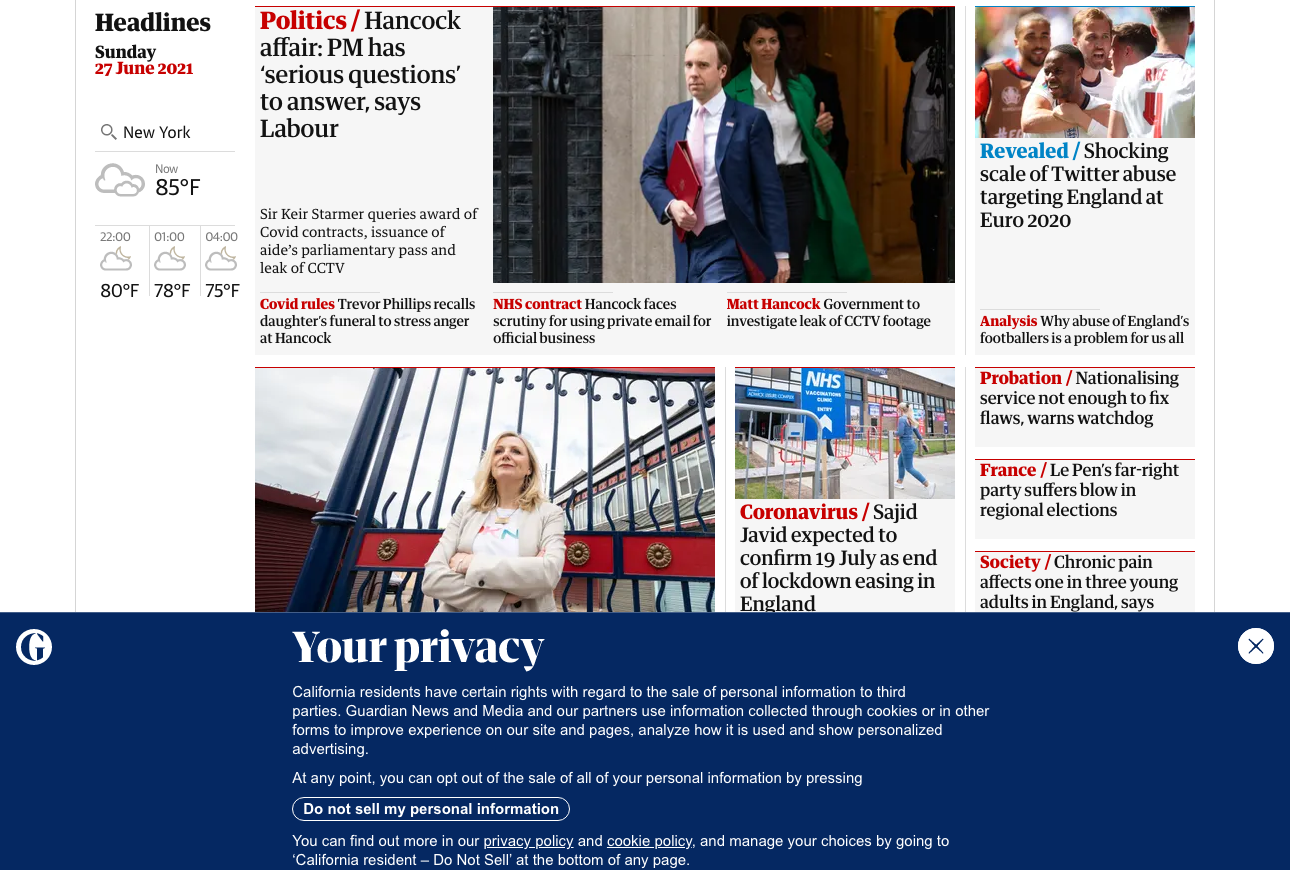 Headlines
Sunday
27 June 2021
New York
Now
85°F
22:00
01:00
04:00
80°F
78°F
75°F
Politics / Hancock
affair: PM has
‘serious questions’
to answer, says
Labour
Sir Keir Starmer queries award of
Covid contracts, issuance of
aide’s parliamentary pass and
leak of CCTV
Covid rules Trevor Phillips recalls
daughter’s funeral to stress anger
at Hancock
NHS contract Hancock faces
scrutiny for using private email for
official business
Matt Hancock Government to
investigate leak of CCTV footage
RICE
4
Revealed / Shocking
scale of Twitter abuse
targeting England at
Euro 2020
Analysis Why abuse of England’s
footballers is a problem for us all
NHS
VACCINATIONS
CLINIC
ENTRY
Coronavirus / Sajid
Javid expected to
confirm 19 July as end
of lockdown easing in
England
Probation / Nationalising
service not enough to fix
flaws, warns watchdog
France / Le Pen’s far-right
party suffers blow in
regional elections
Society / Chronic pain
affects one in three young
adults in England, says
G
Your privacy
California residents have certain rights with regard to the sale of personal information to third
parties. Guardian News and Media and our partners use information collected through cookies or in other
forms to improve experience on our site and pages, analyze how it is used and show personalized
advertising.
At any point, you can opt out of the sale of all of your personal information by pressing
Do not sell my personal information
You can find out more in our privacy policy and cookie policy, and manage your choices by going to
‘California resident – Do Not Sell’ at the bottom of any page.